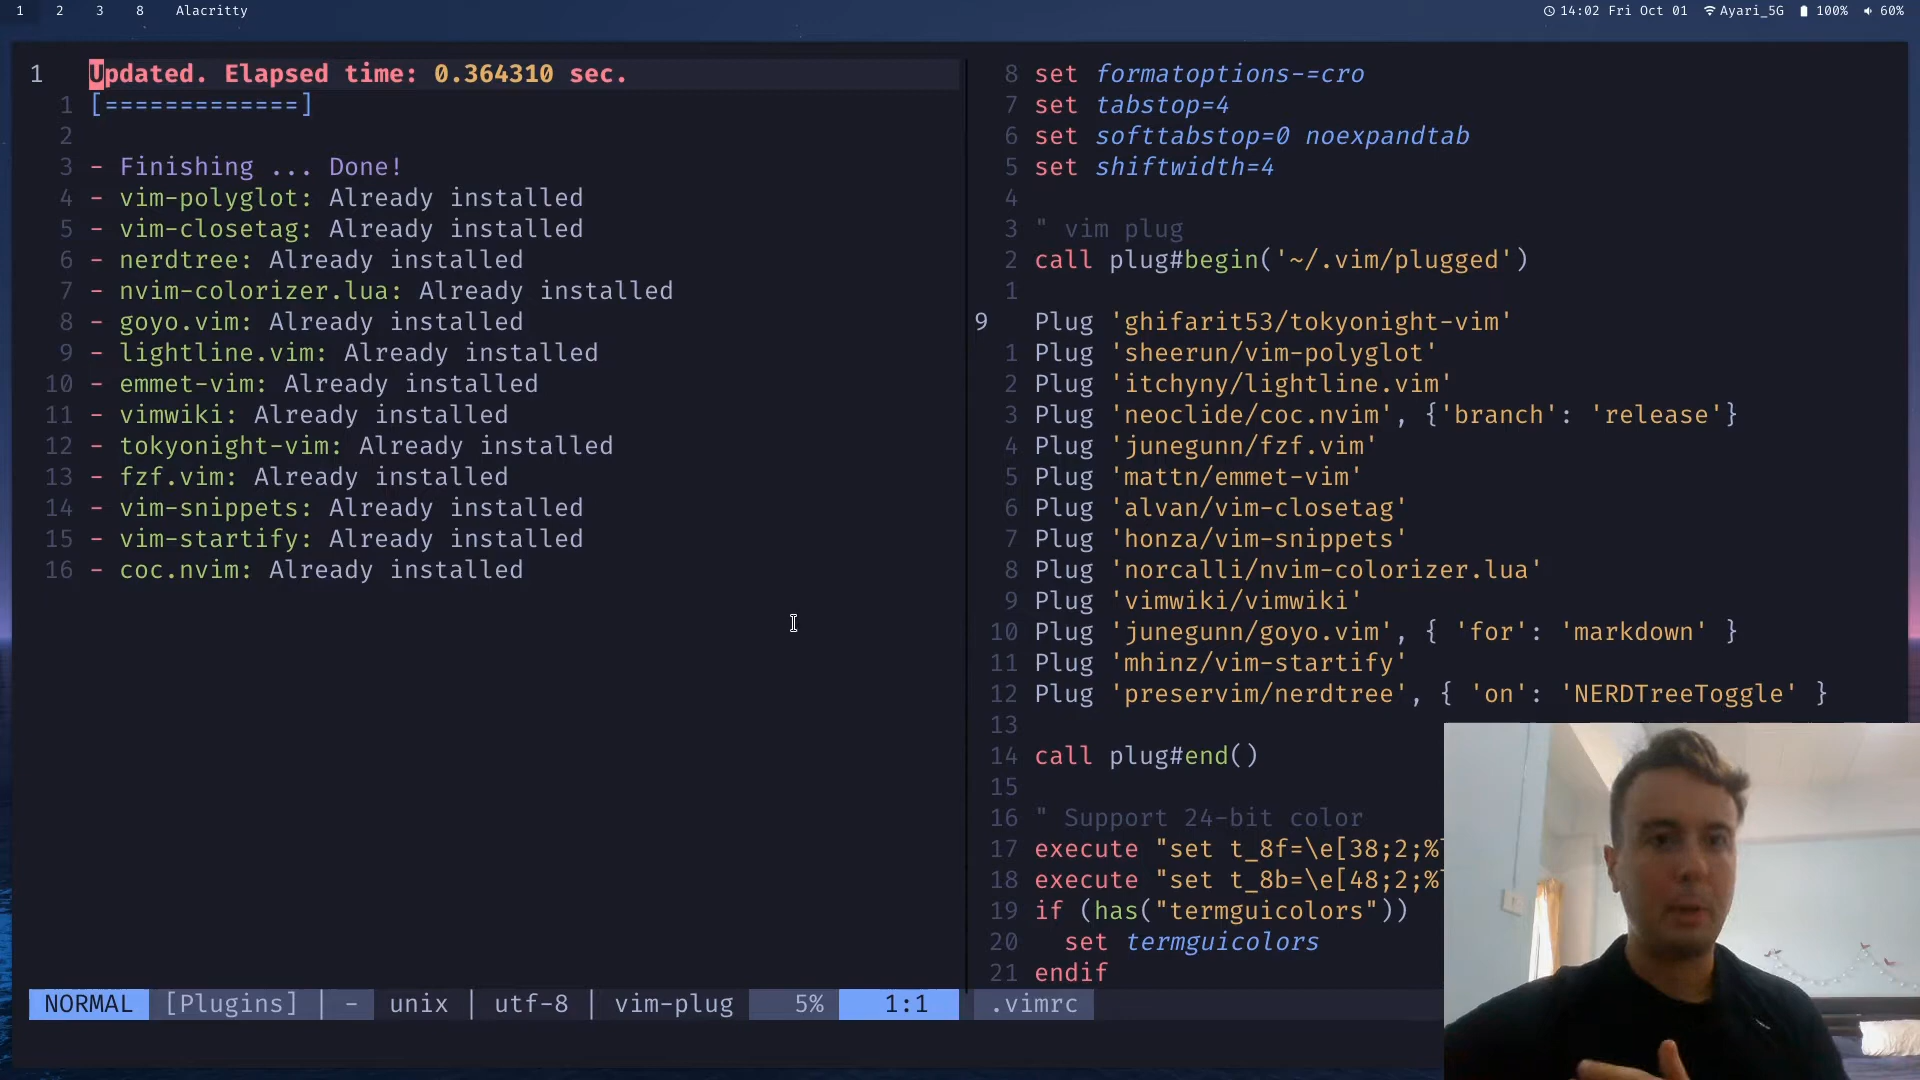 1 2 3 8 Alacritty
14:02 Fri Oct 01 Ayari_5G 100% 60%
1 Updated. Elapsed time: 0.364310 sec.
1 [=============]
2
3 - Finishing ... Done!
4 - vim-polyglot: Already installed
5 - vim-closetag: Already installed
6 - nerdtree: Already installed
7 - nvim-colorizer.lua: Already installed
8 - goyo.vim: Already installed
9 - lightline.vim: Already installed
10 - emmet-vim: Already installed
11 - vimwiki: Already installed
12 - tokyonight-vim: Already installed
13 - fzf.vim: Already installed
14 - vim-snippets: Already installed
15 - vim-startify: Already installed
16 - coc.nvim: Already installed
NORMAL [Plugins] | - unix | utf-8 | vim-plug 5% 1:1
8 set formatoptions-=cro
7 set tabstop=4
6 set softtabstop=0 noexpandtab
5 set shiftwidth=4
4
3 " vim plug
2 call plug#begin('~/.vim/plugged')
1
9 Plug 'ghifarit53/tokyonight-vim'
1 Plug 'sheerun/vim-polyglot'
2 Plug 'itchyny/lightline.vim'
3 Plug 'neoclide/coc.nvim', {'branch': 'release'}
4 Plug 'junegunn/fzf.vim'
5 Plug 'mattn/emmet-vim'
6 Plug 'alvan/vim-closetag'
7 Plug 'honza/vim-snippets'
8 Plug 'norcalli/nvim-colorizer.lua'
9 Plug 'vimwiki/vimwiki'
10 Plug 'junegunn/goyo.vim', { 'for': 'markdown' }
11 Plug 'mhinz/vim-startify'
12 Plug 'preservim/nerdtree', { 'on': 'NERDTreeToggle' }
13
14 call plug#end()
15
16 " Support 24-bit color
17 execute "set t_8f=\e[38;2;%
18 execute "set t_8b=\e[48;2;%
19 if (has("termguicolors"))
20 set termguicolors
21 endif
.vimrc